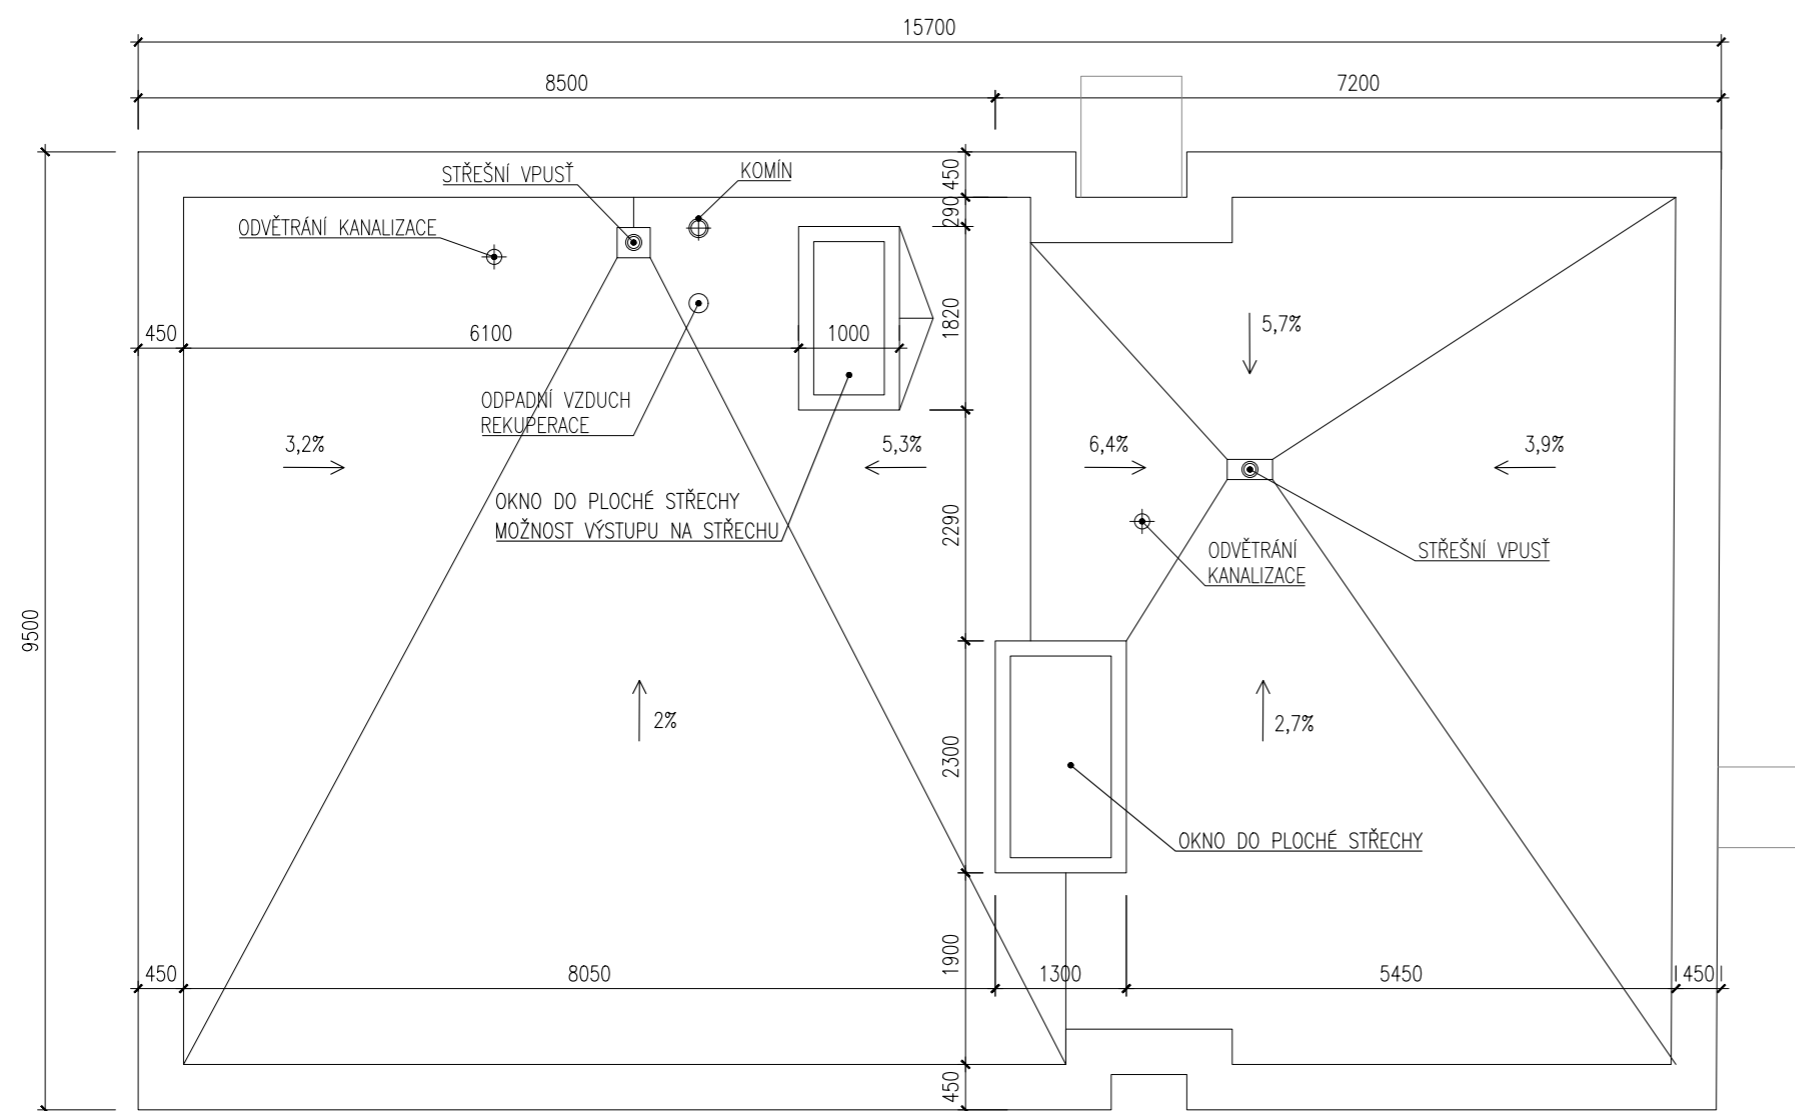 15700
8500
7200
STŘEŠNÍ VPUSŤ
KOMÍN
450
290
ODVĚTRÁNÍ KANALIZACE
1820
5,7%
450
6100
1000
ODPADNÍ VZDUCH
REKUPERACE
3,2%
5,3%
6,4%
3,9%
OKNO DO PLOCHÉ STŘECHY
MOŽNOST VÝSTUPU NA STŘECHU
2290
ODVĚTRÁNÍ
KANALIZACE
STŘEŠNÍ VPUSŤ
9500
2%
2,7%
2300
OKNO DO PLOCHÉ STŘECHY
1900
450
8050
1300
5450
450
450